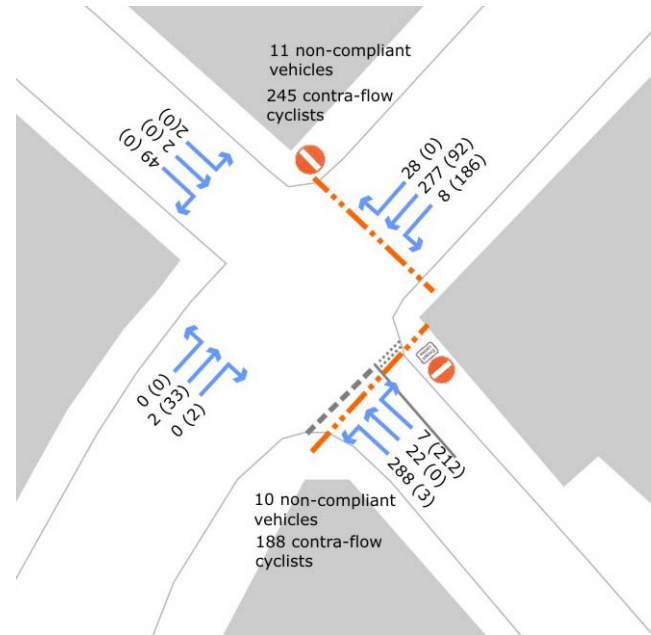 11 non-compliant
vehicles
245 contra-flow
cyclists
2(0)
2 (0)
49 (0)
28 (0)
277 (92)
8 (186)
0 (0)
2 (33)
0 (2)
7 (212)
22 (0)
288 (3)
10 non-compliant
vehicles
188 contra-flow
cyclists